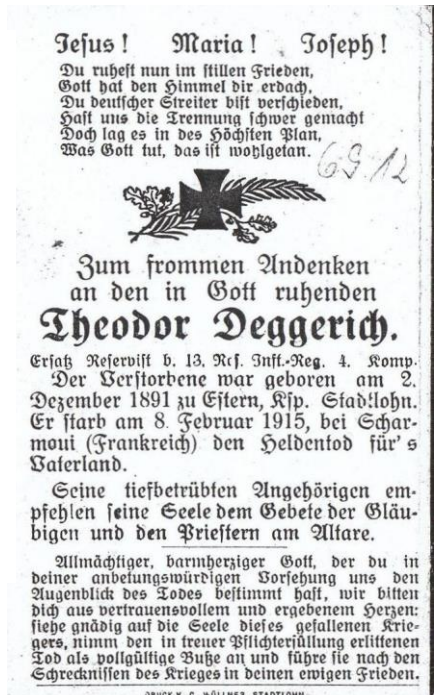 Jesus! Maria! Joseph!
Du ruhest nun im stillen Frieden,
Gott hat den Himmel dir erdach,
Du deutscher Streiter bist verschieden,
Hast uns die Trennung schwer gemacht
Doch lag es in des Höchsten Plan,
Was Gott tut, das ist wohlgetan.
6912
Zum frommen Andenken
an den in Gott ruhenden
Theodor Deggerich.
Ersatz Reservist b. 13. Res. Inft.-Reg. 4. Komp.
Der Verstorbene war geboren am 2.
Dezember 1891 zu Estern, Ksp. Stadtlohn.
Er starb am 8. Februar 1915, bei Schar-
moui (Frankreich) den Heldentod für's
Vaterland.
Seine tiefbetrübten Angehörigen em-
pfehlen seine Seele dem Gebete der Gläu-
bigen und den Priestern am Altare.
Allmächtiger, barmherziger Gott, der du in
deiner anbetungswürdigen Vorsehung uns den
Augenblick des Todes bestimmt hast, wir bitten
dich aus vertrauensvollem und ergebenem Herzen:
siehe gnädig auf die Seele dieses gefallenen Krie-
gers, nimm den in treuer Pflichterfüllung erlittenen
Tod als vollgültige Buße an und führe sie nach den
Schrecknissen des Krieges in deinen ewigen Frieden.